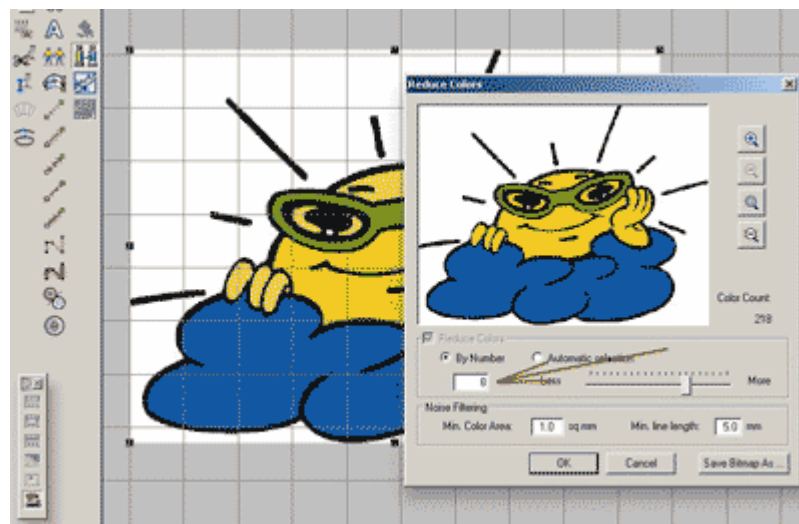 Reduce Colors
Color Count:
218
Reduce Colors
By Number
Automatic selection
0
Less
More
Noise Filtering
Min. Color Area: 1.0 sq mm Min. line length: 5.0 mm
OK Cancel Save Bitmap As ...